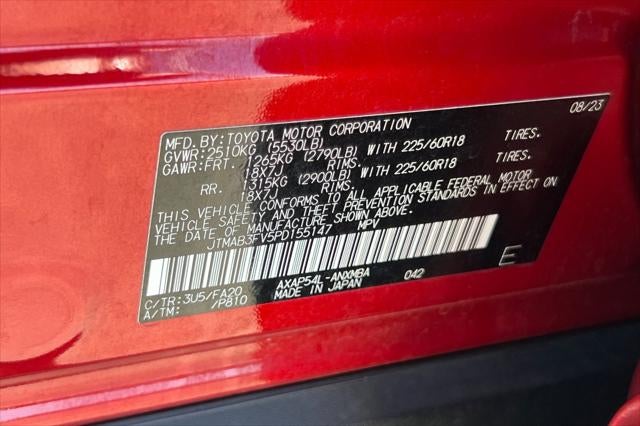 08/23
MFD. BY: TOYOTA MOTOR CORPORATION
GVWR: 2510KG (5530LB)
GAWR: FRT. 1265KG (2790LB) WITH 225/60R18 TIRES.
18X7J RIMS.
RR. 1315KG (2900LB) WITH 225/60R18 TIRES.
18X7J RIMS.
THIS VEHICLE CONFORMS TO ALL APPLICABLE FEDERAL MOTOR
VEHICLE SAFETY AND THEFT PREVENTION STANDARDS IN EFFECT ON
THE DATE OF MANUFACTURE SHOWN ABOVE.
JTMAB3FV5PD155147 MPV
C/TR: 3U5/FA20 AXAP54L-ANXMBA 042 E
A/TM: /P810 MADE IN JAPAN